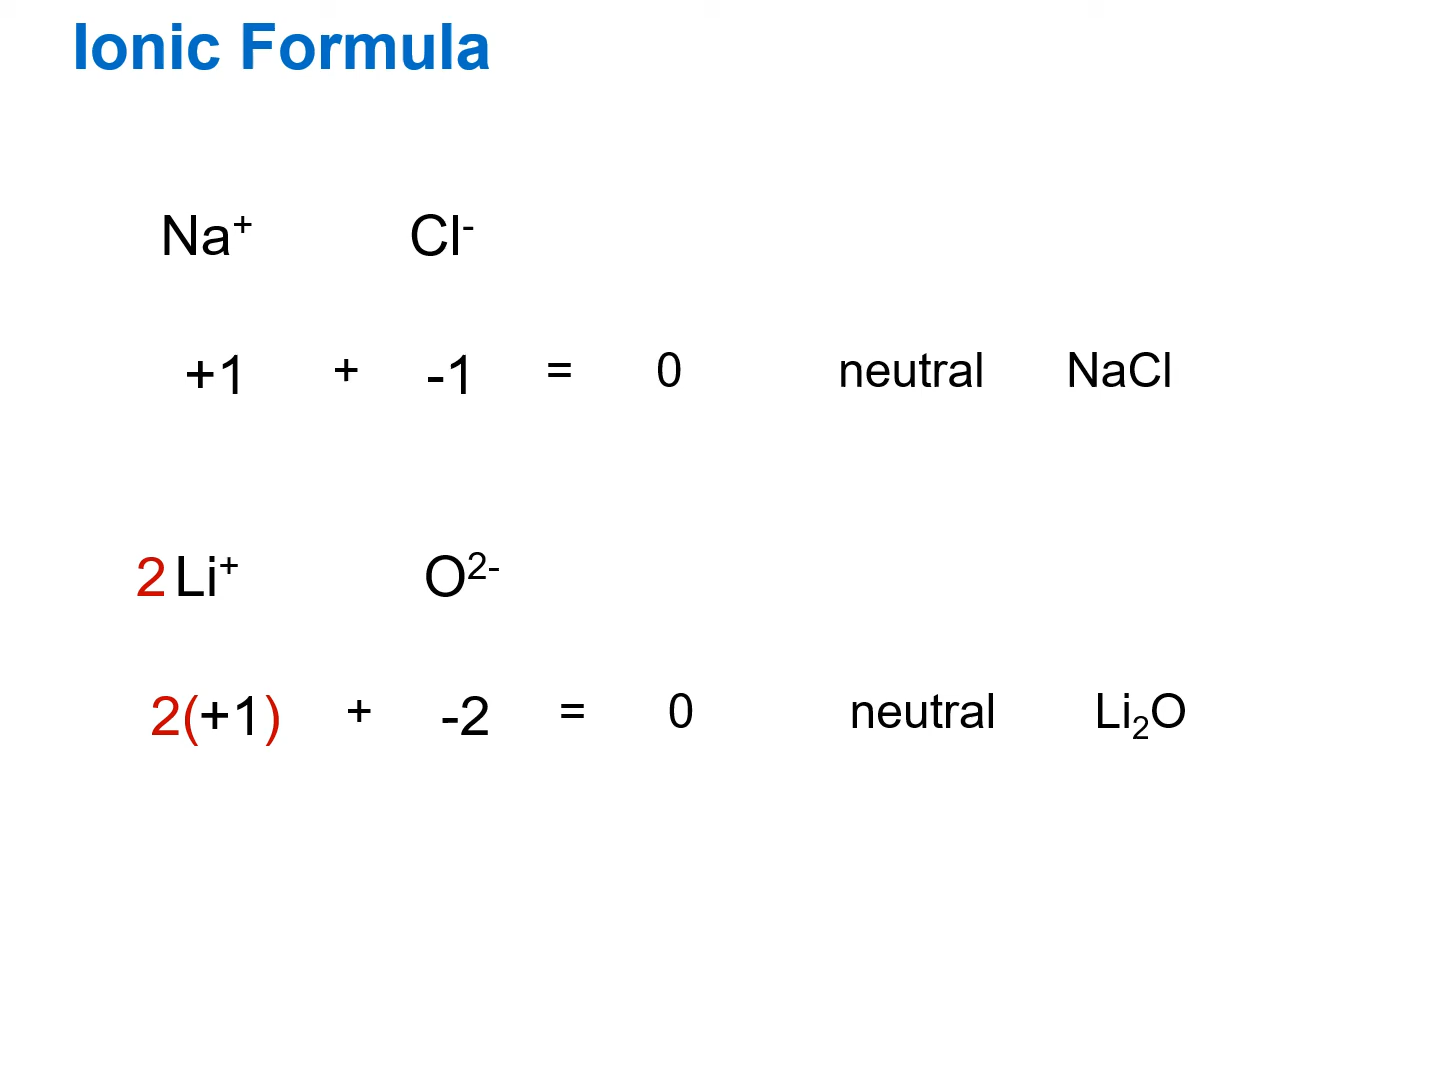 Ionic Formula
Na⁺ Cl⁻
+1 + -1 = 0 neutral NaCl
2 Li⁺ O²⁻
2(+1) + -2 = 0 neutral Li₂O